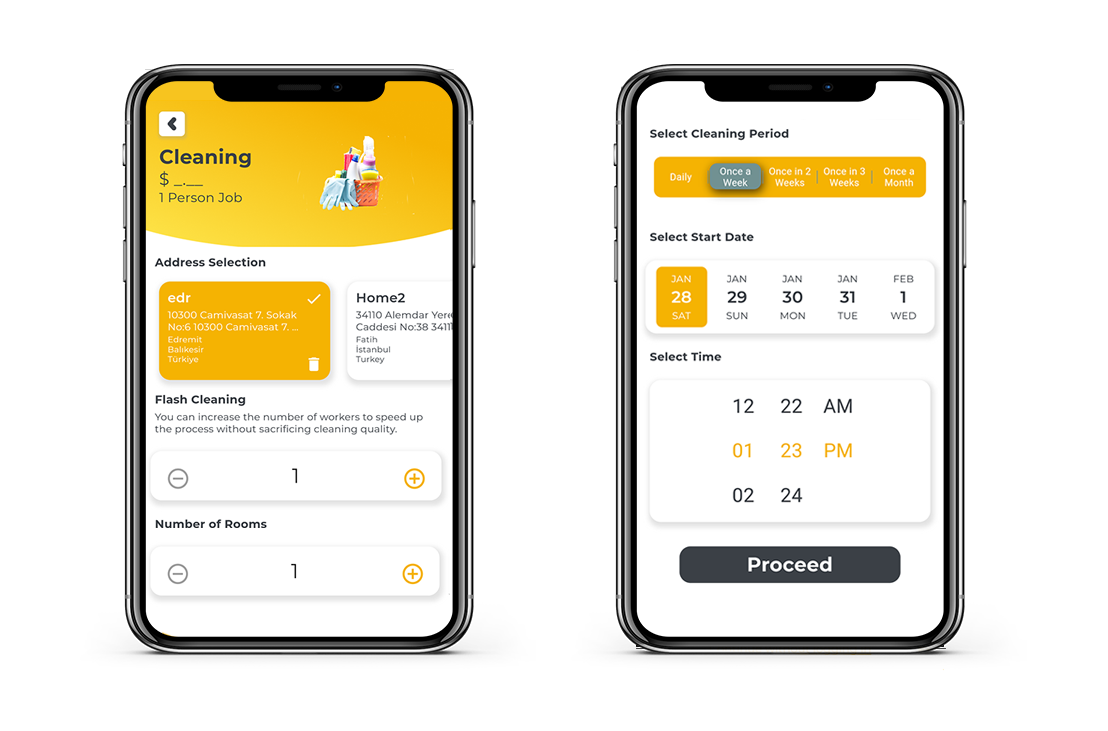 Cleaning
$ _.__
1 Person Job
Address Selection
edr
10300 Camivasat 7. Sokak
No:6 10300 Camivasat 7. ...
Edremit
Balıkesir
Türkiye
Home2
34110 Alemdar Yere
Caddesi No:38 34111
Fatih
İstanbul
Turkey
Flash Cleaning
You can increase the number of workers to speed up
the process without sacrificing cleaning quality.
1
Number of Rooms
1
Select Cleaning Period
Daily
Once a
Week
Once in 2
Weeks
Once in 3
Weeks
Once a
Month
Select Start Date
JAN
28
SAT
JAN
29
SUN
JAN
30
MON
JAN
31
TUE
FEB
1
WED
Select Time
12 22 AM
01 23 PM
02 24
Proceed